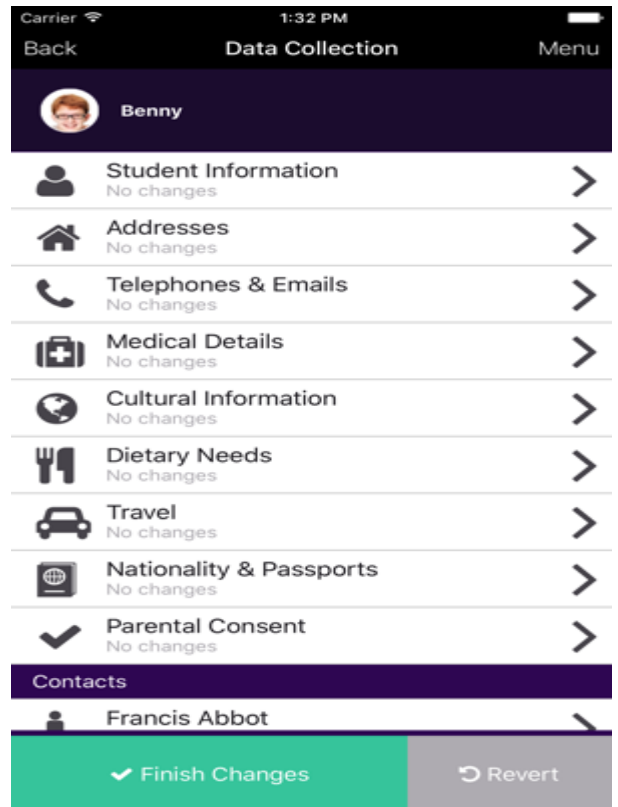 Carrier 1:32 PM
Back Data Collection Menu
Benny
Student Information
No changes
Addresses
No changes
Telephones & Emails
No changes
Medical Details
No changes
Cultural Information
No changes
Dietary Needs
No changes
Travel
No changes
Nationality & Passports
No changes
Parental Consent
No changes
Contacts
Francis Abbot
Finish Changes Revert